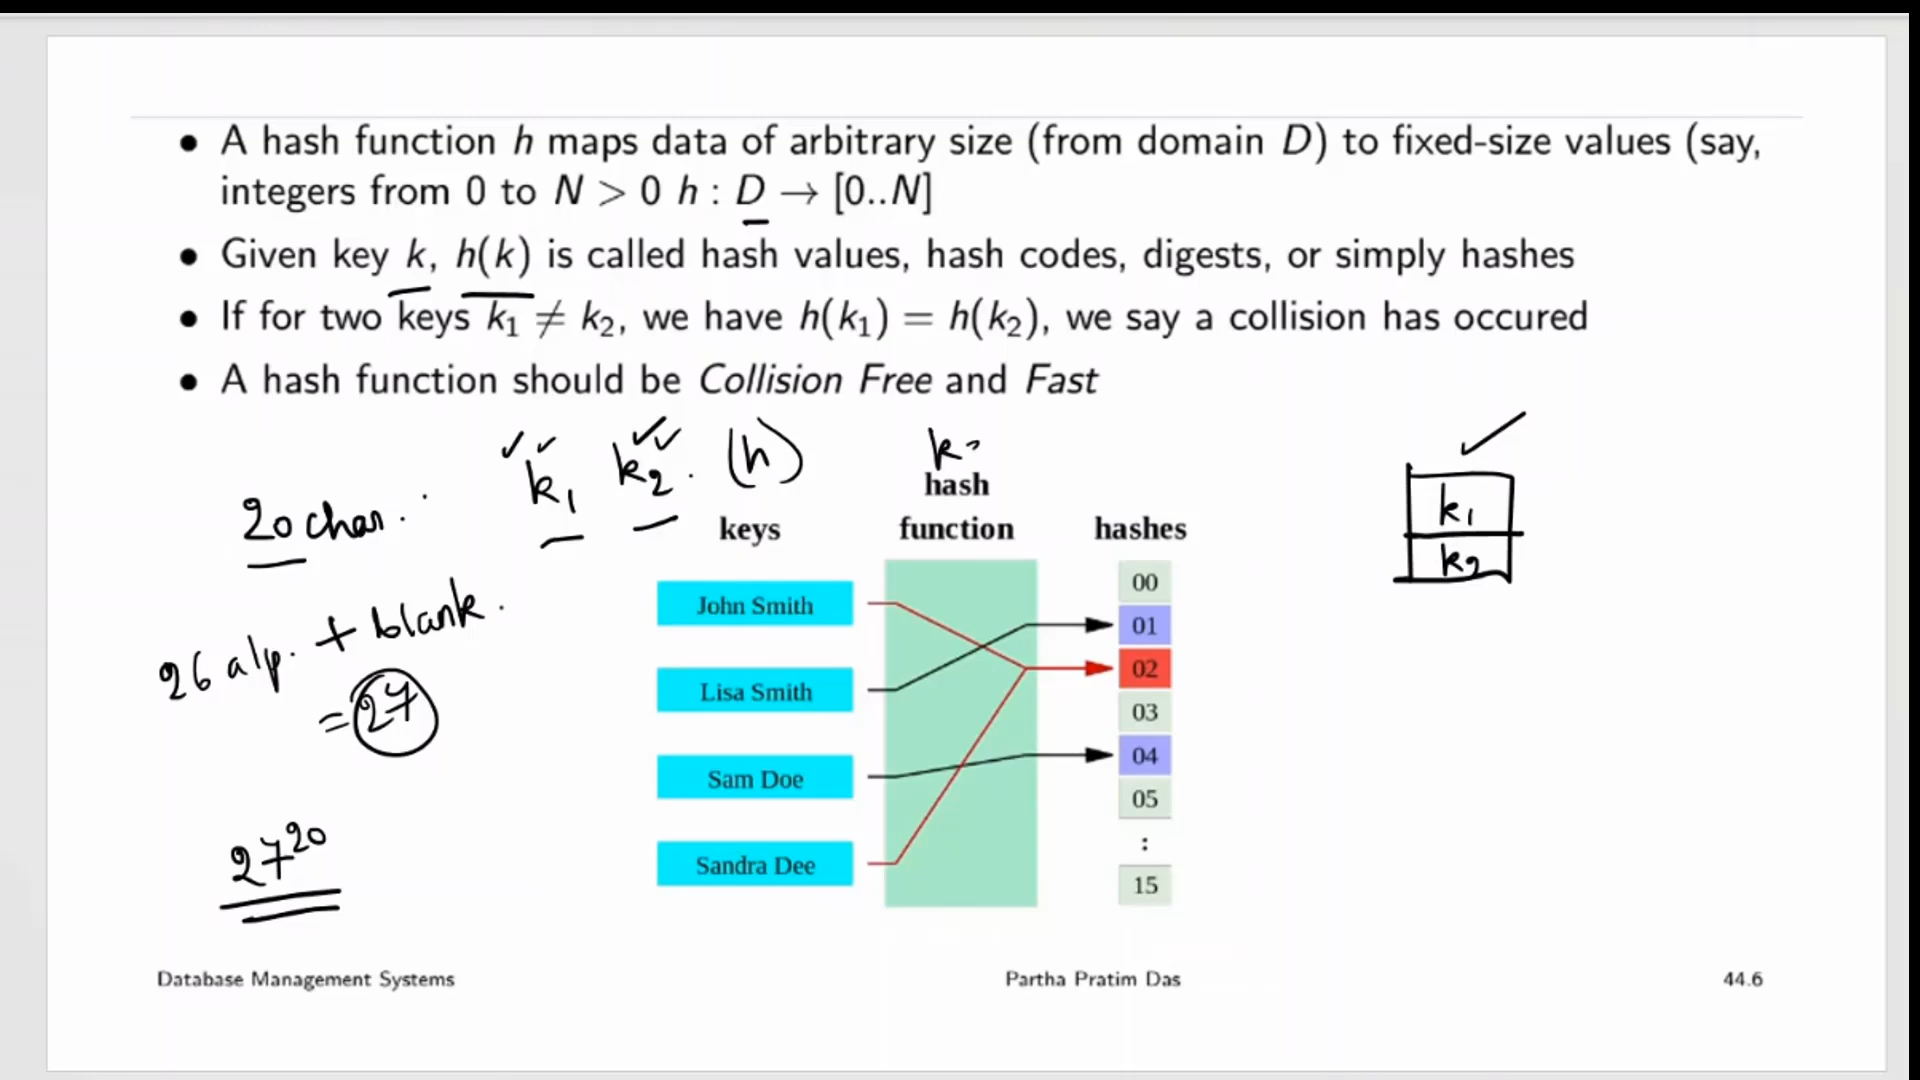 • A hash function h maps data of arbitrary size (from domain D) to fixed-size values (say,
integers from 0 to N > 0 h : D → [0..N]
• Given key k, h(k) is called hash values, hash codes, digests, or simply hashes
• If for two keys k₁ ≠ k₂, we have h(k₁) = h(k₂), we say a collision has occured
• A hash function should be Collision Free and Fast
k₁ k₂. (h)
20 char.
26 alp. + blank.
= 27
27²⁰
k
hash
keys function hashes
John Smith
Lisa Smith
Sam Doe
Sandra Dee
00
01
02
03
04
05
:
15
k₁
k₂
Database Management Systems Partha Pratim Das 44.6